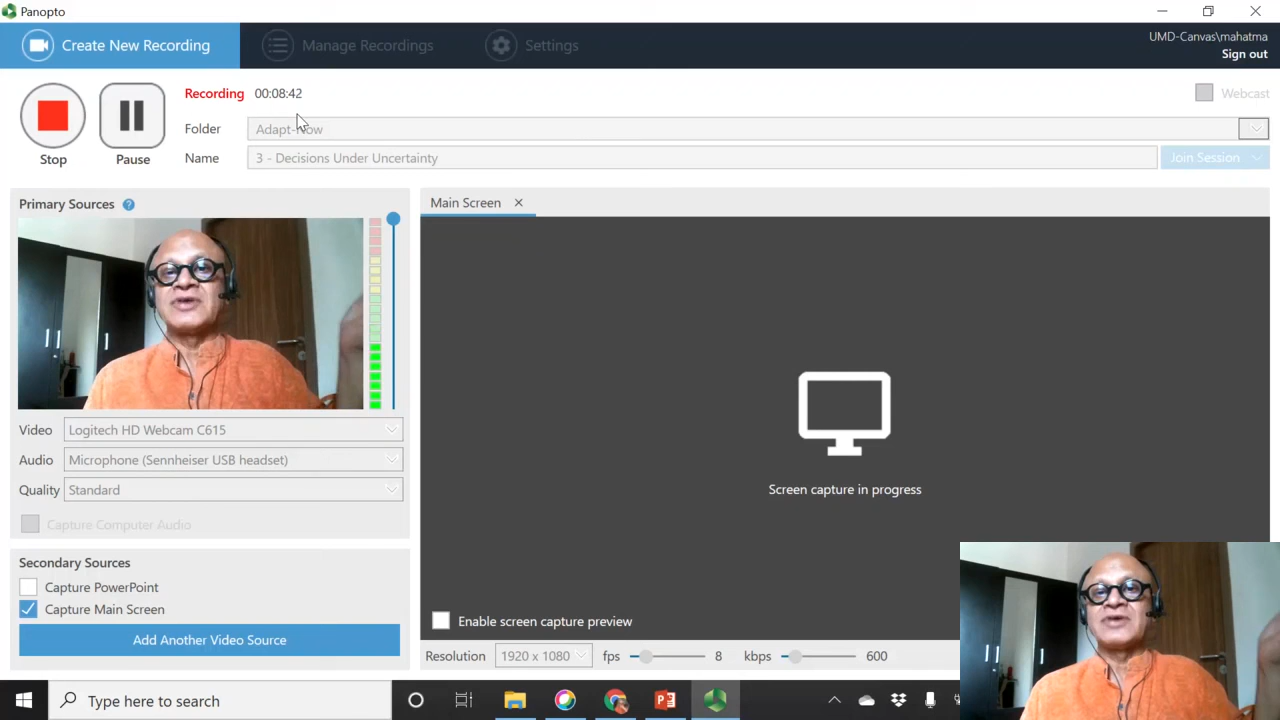 Panopto
Create New Recording
Manage Recordings
Settings
UMD-Canvas\mahatma
Sign out
Recording 00:08:42
Webcast
Folder
Adapt-Now
Name
3 - Decisions Under Uncertainty
Join Session
Stop
Pause
Primary Sources ?
Main Screen
Video
Logitech HD Webcam C615
Audio
Microphone (Sennheiser USB headset)
Quality
Standard
Capture Computer Audio
Screen capture in progress
Secondary Sources
Capture PowerPoint
Capture Main Screen
Add Another Video Source
Enable screen capture preview
Resolution 1920 x 1080 fps 8 kbps 600
Type here to search